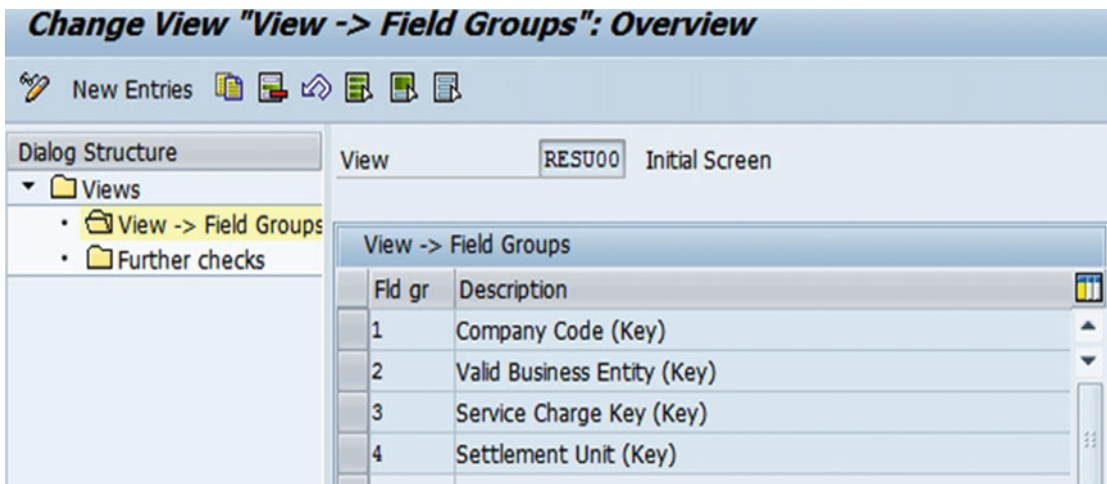 Change View "View -> Field Groups": Overview
New Entries
Dialog Structure
Views
View -> Field Groups
Further checks
View RESU00 Initial Screen
View -> Field Groups
Fld gr Description
1 Company Code (Key)
2 Valid Business Entity (Key)
3 Service Charge Key (Key)
4 Settlement Unit (Key)